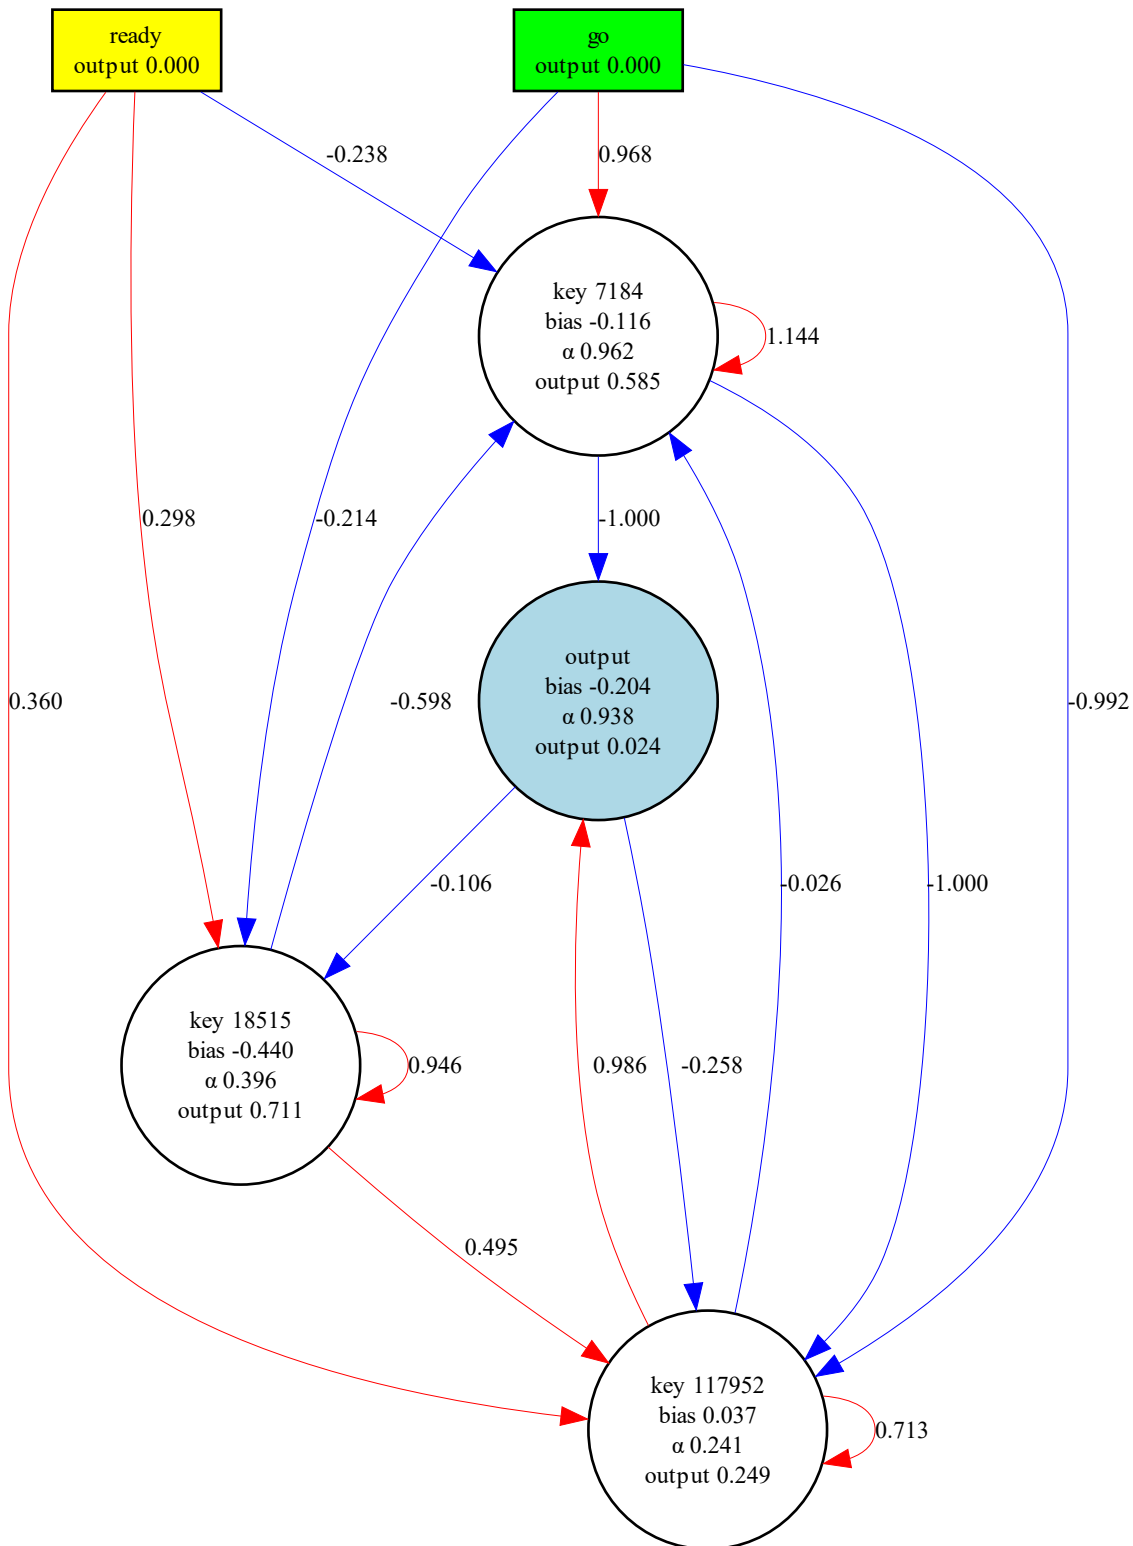 ready
output 0.000
go
output 0.000
-0.238
0.968
key 7184
bias -0.116
α 0.962
output 0.585
1.144
0.298
-0.214
-1.000
output
bias -0.204
α 0.938
output 0.024
0.360
-0.598
-0.992
-0.106
-0.026
-1.000
key 18515
bias -0.440
α 0.396
output 0.711
0.946
0.986
-0.258
0.495
key 117952
bias 0.037
α 0.241
output 0.249
0.713